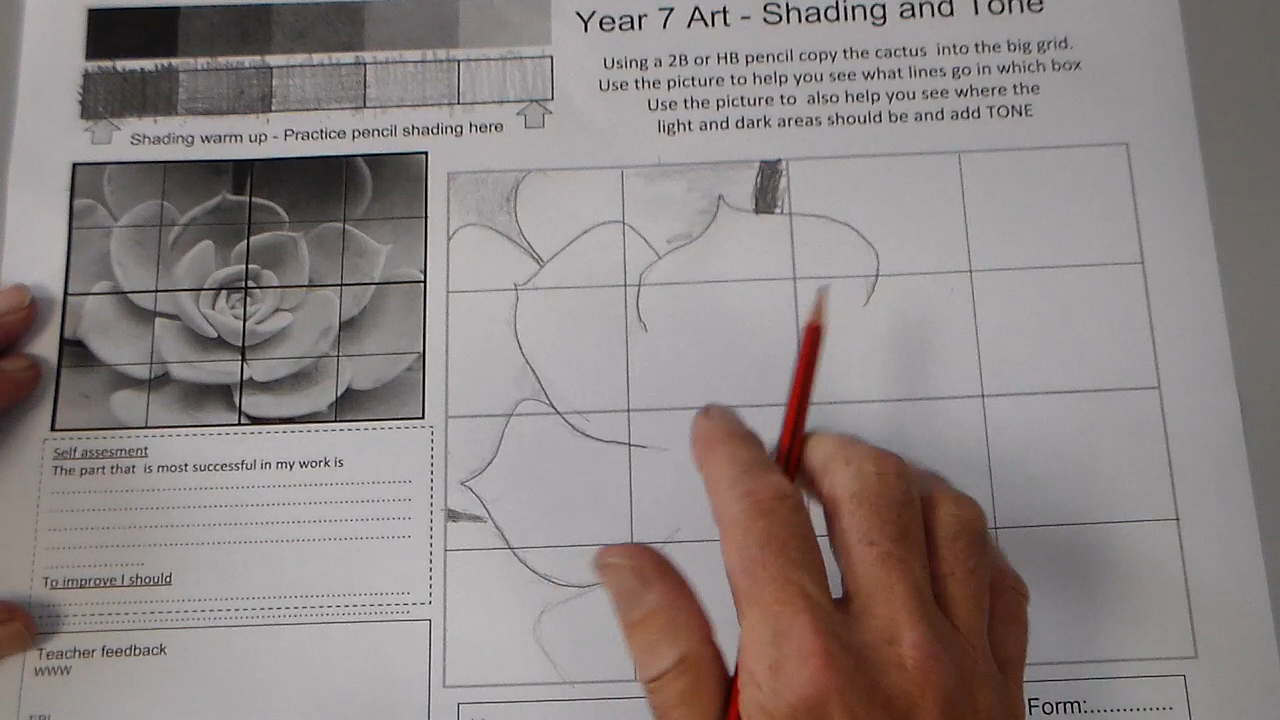 Year 7 Art - Shading and Tone
Using a 2B or HB pencil copy the cactus into the big grid.
Use the picture to help you see what lines go in which box
Use the picture to also help you see where the
light and dark areas should be and add TONE
Shading warm up - Practice pencil shading here
Self assesment
The part that is most successful in my work is
................................................................
................................................................
................................................................
................................................................
...................
To improve I should
................................................................
................................................................
Teacher feedback
WWW
Form:..............